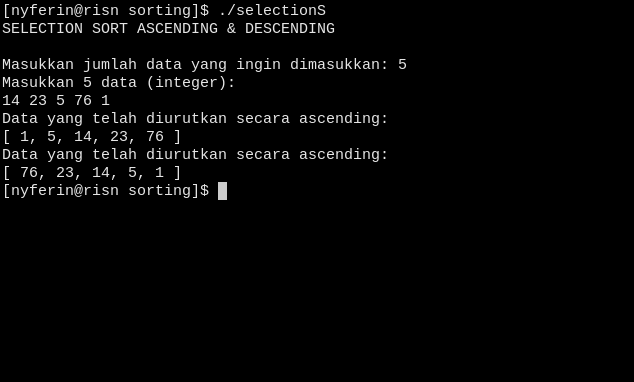 [nyferin@risn sorting]$ ./selectionS
SELECTION SORT ASCENDING & DESCENDING
Masukkan jumlah data yang ingin dimasukkan: 5
Masukkan 5 data (integer):
14 23 5 76 1
Data yang telah diurutkan secara ascending:
[ 1, 5, 14, 23, 76 ]
Data yang telah diurutkan secara ascending:
[ 76, 23, 14, 5, 1 ]
[nyferin@risn sorting]$